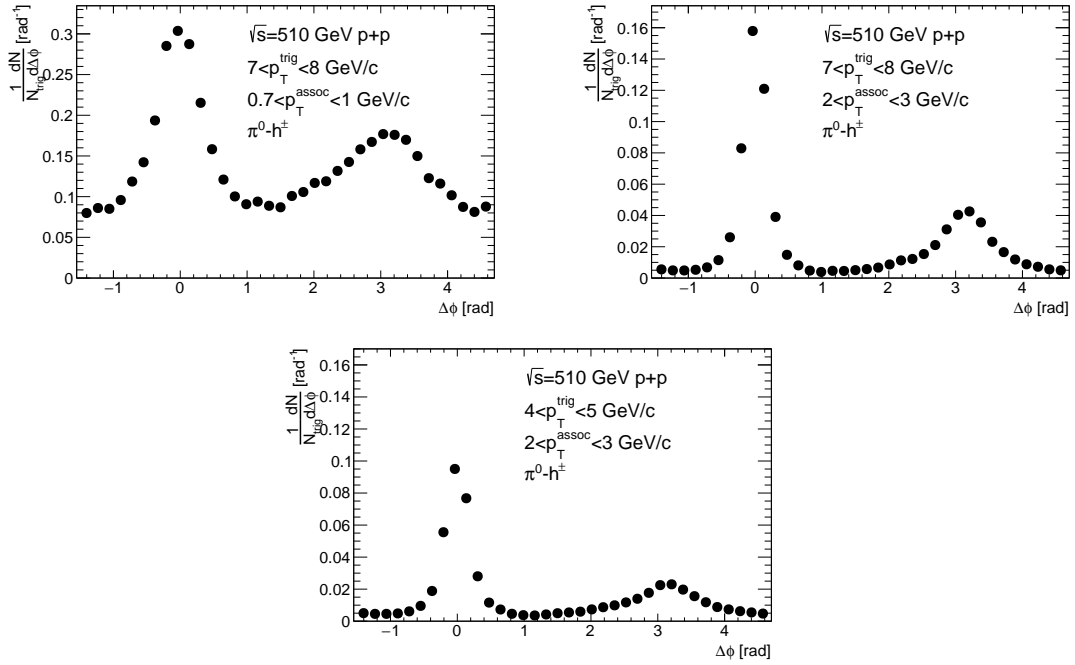 1/N_trig dN/dΔϕ [rad⁻¹]
0.3
0.25
0.2
0.15
0.1
0.05
0
√s=510 GeV p+p
7<p_T^trig<8 GeV/c
0.7<p_T^assoc<1 GeV/c
π⁰-h±
−1 0 1 2 3 4
Δϕ [rad]
1/N_trig dN/dΔϕ [rad⁻¹]
0.16
0.14
0.12
0.1
0.08
0.06
0.04
0.02
0
√s=510 GeV p+p
7<p_T^trig<8 GeV/c
2<p_T^assoc<3 GeV/c
π⁰-h±
−1 0 1 2 3 4
Δϕ [rad]
1/N_trig dN/dΔϕ [rad⁻¹]
0.16
0.14
0.12
0.1
0.08
0.06
0.04
0.02
0
√s=510 GeV p+p
4<p_T^trig<5 GeV/c
2<p_T^assoc<3 GeV/c
π⁰-h±
−1 0 1 2 3 4
Δϕ [rad]